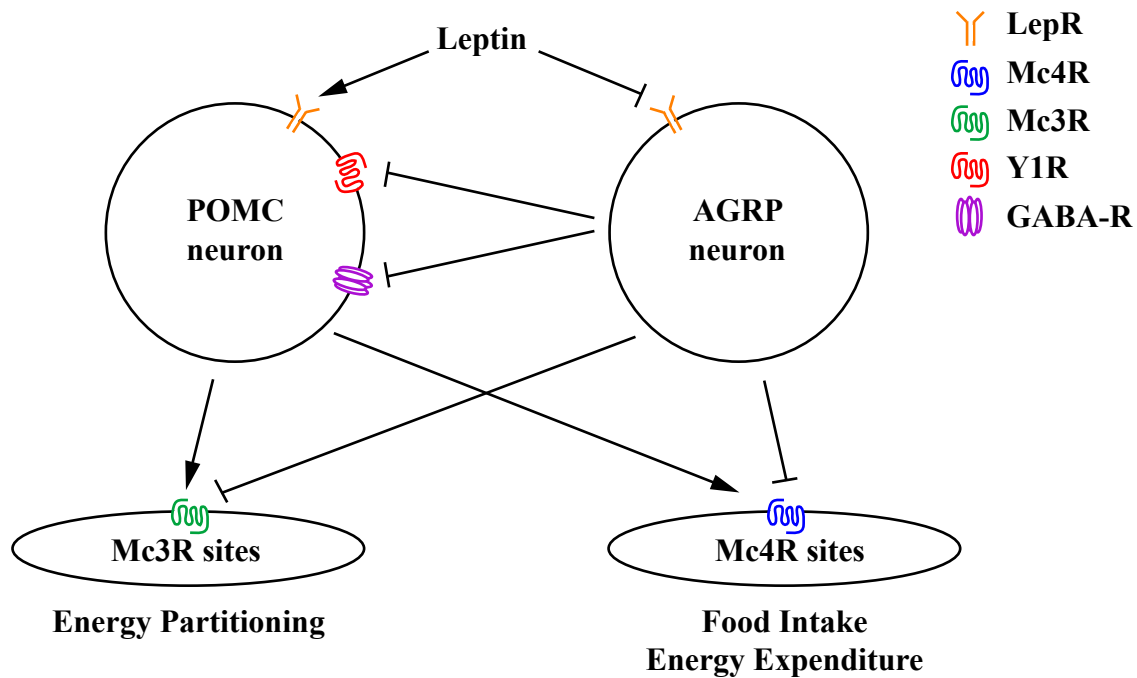 Leptin
LepR
Mc4R
Mc3R
Y1R
GABA-R
POMC
neuron
AGRP
neuron
Mc3R sites
Mc4R sites
Energy Partitioning
Food Intake
Energy Expenditure